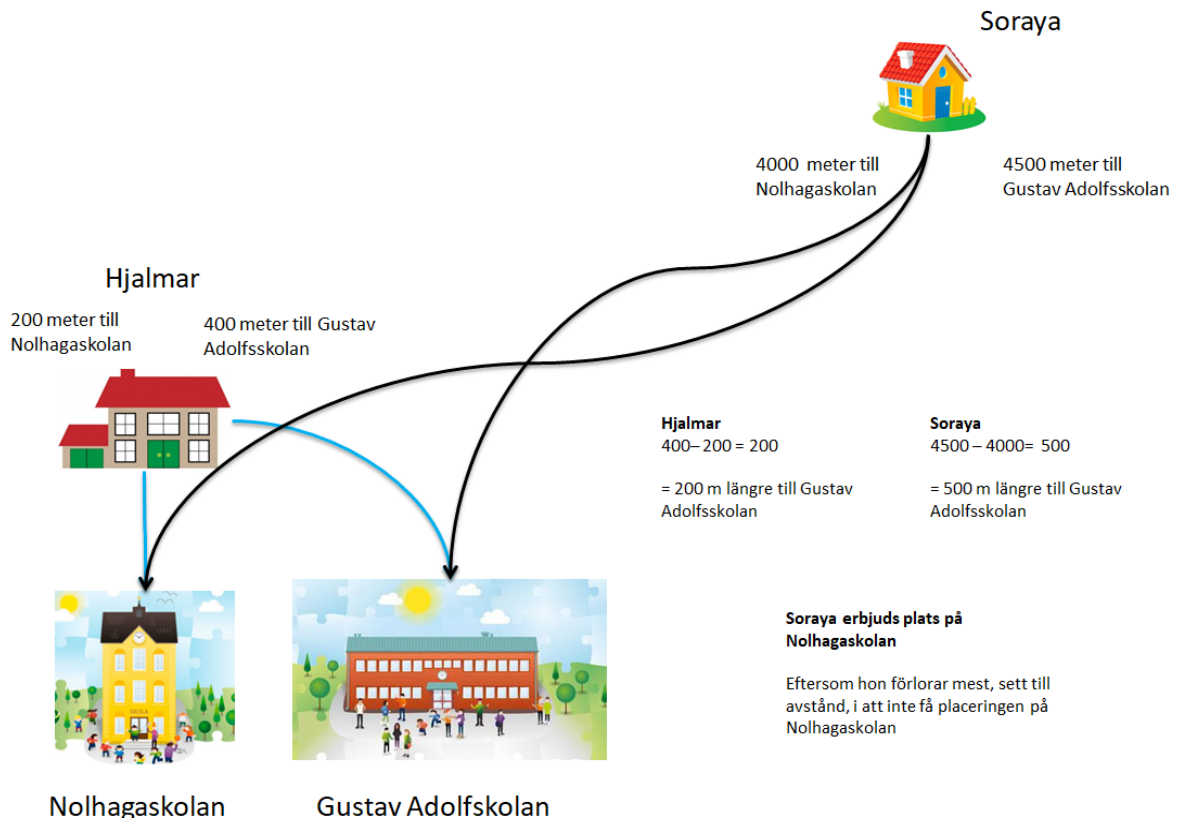 Soraya
4000 meter till
Nolhagaskolan
4500 meter till
Gustav Adolfsskolan
Hjalmar
200 meter till
Nolhagaskolan
400 meter till Gustav
Adolfsskolan
Hjalmar
400– 200 = 200
= 200 m längre till Gustav
Adolfsskolan
Soraya
4500 – 4000= 500
= 500 m längre till Gustav
Adolfsskolan
SKOLA
Soraya erbjuds plats på
Nolhagaskolan
Eftersom hon förlorar mest, sett till
avstånd, i att inte få placeringen på
Nolhagaskolan
Nolhagaskolan
Gustav Adolfskolan